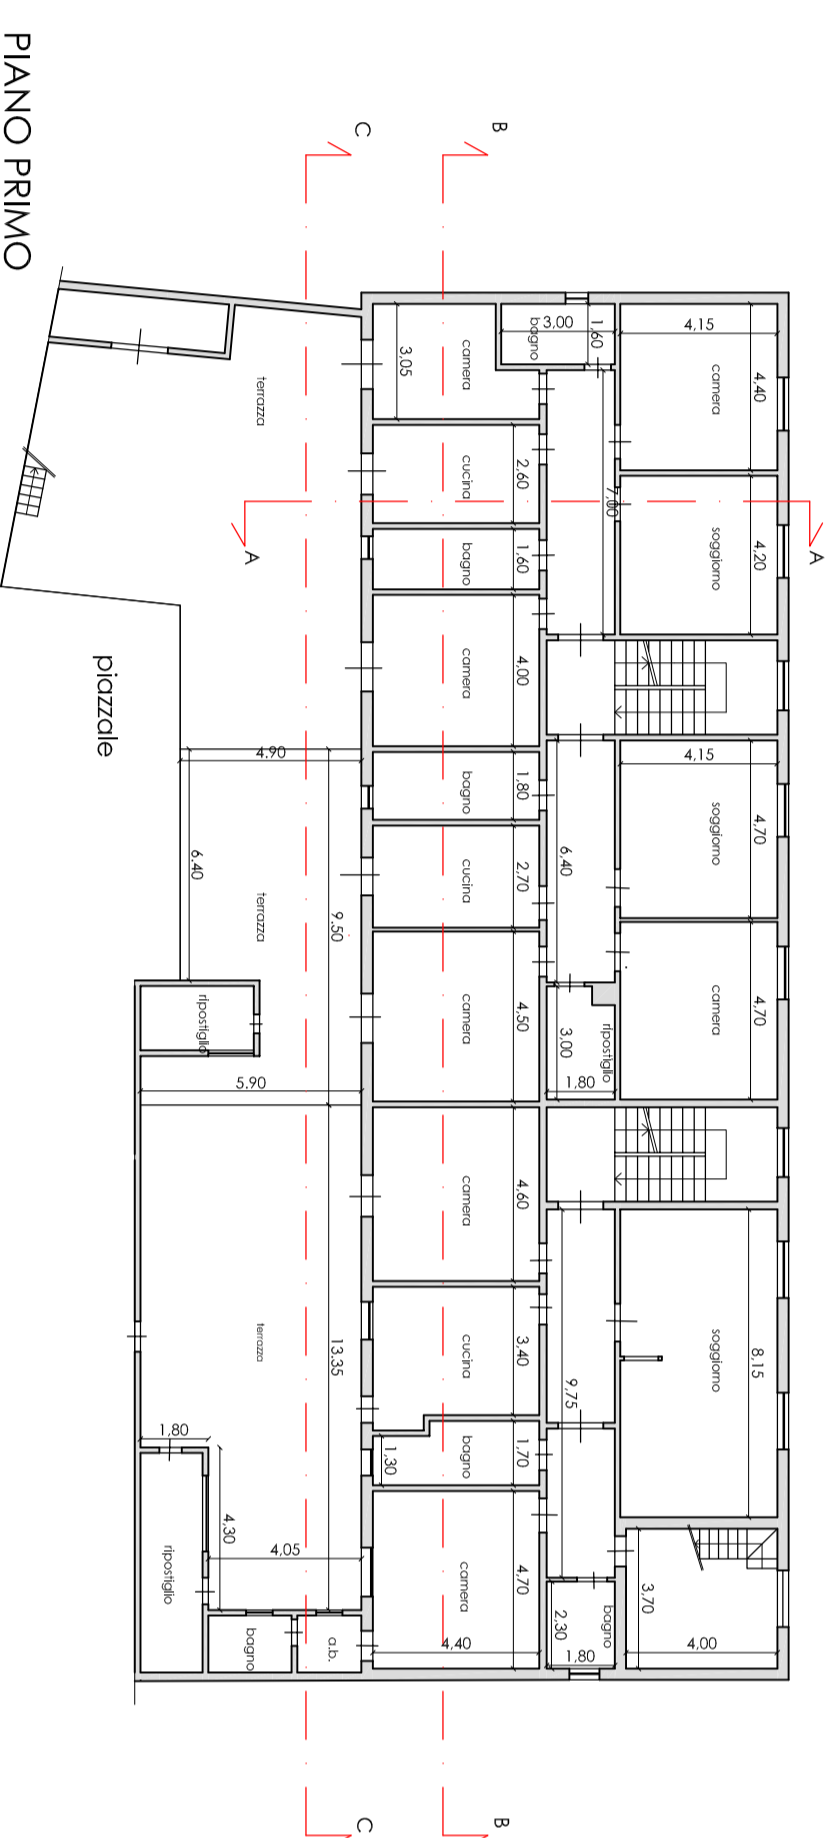 PIANO PRIMO
C
B
A
camera
4,15
4,40
bagno
3,00
1,60
camera
3,05
terrazza
7,00
soggiorno
4,20
cucina
2,60
A
bagno
1,60
camera
4,00
piazzale
4,15
soggiorno
4,70
6,40
bagno
1,80
cucina
2,70
4.90
6.40
9.50
terrazza
camera
4,70
ripostiglio
3,00
1,80
camera
4,50
ripostiglio
5.90
camera
4,60
soggiorno
8,15
9,75
cucina
3,40
terrazza
13.35
bagno
1,70
1,30
1,80
4,30
4,05
ripostiglio
3,70
4,00
bagno
2,30
1,80
camera
4,70
4,40
a.b.
bagno
B
C